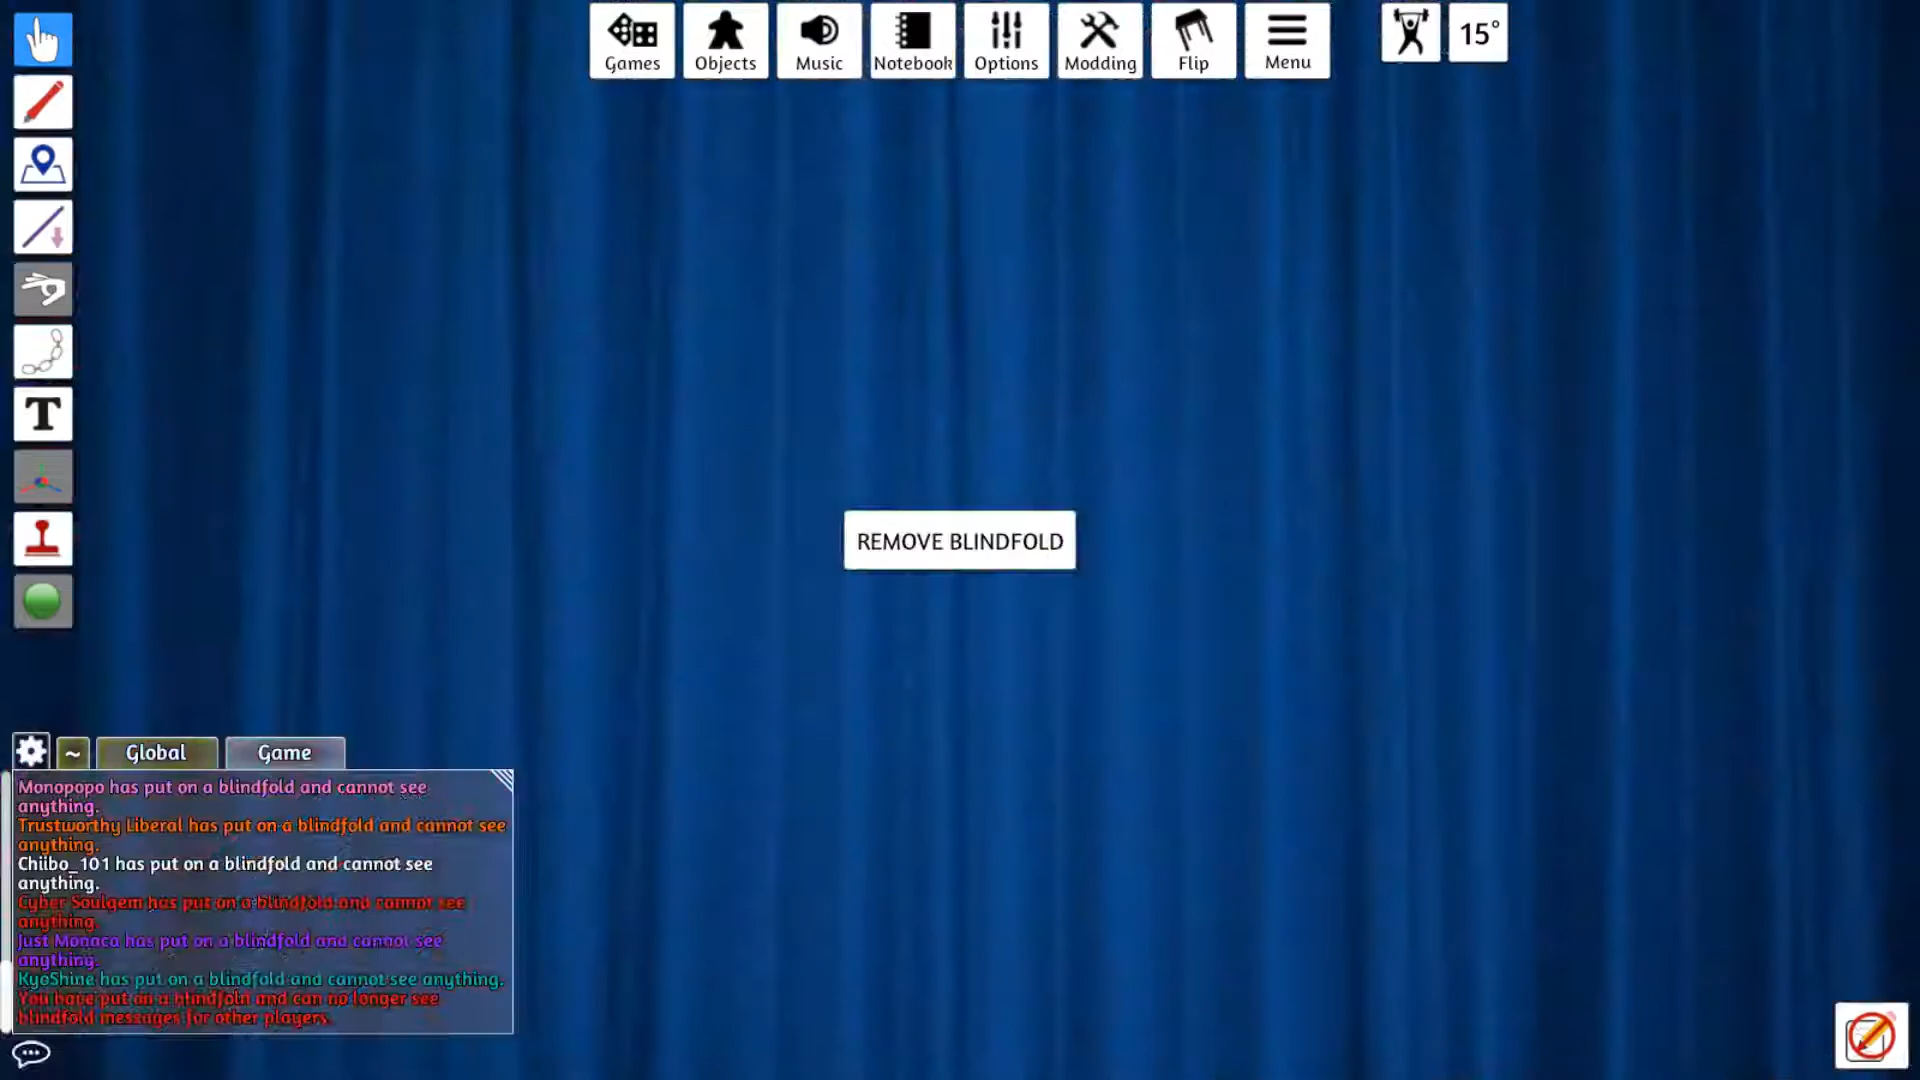 Games Objects Music Notebook Options Modding Flip Menu 15°
T
REMOVE BLINDFOLD
~ Global Game
Monopopo has put on a blindfold and cannot see
anything.
Trustworthy Liberal has put on a blindfold and cannot see
anything.
Chiibo_101 has put on a blindfold and cannot see
anything.
Cyber Soulgem has put on a blindfold and cannot see
anything.
Just Monaca has put on a blindfold and cannot see
anything.
KyoShine has put on a blindfold and cannot see anything.
You have put on a blindfoln and can no longer see
blindfold messages for other players.